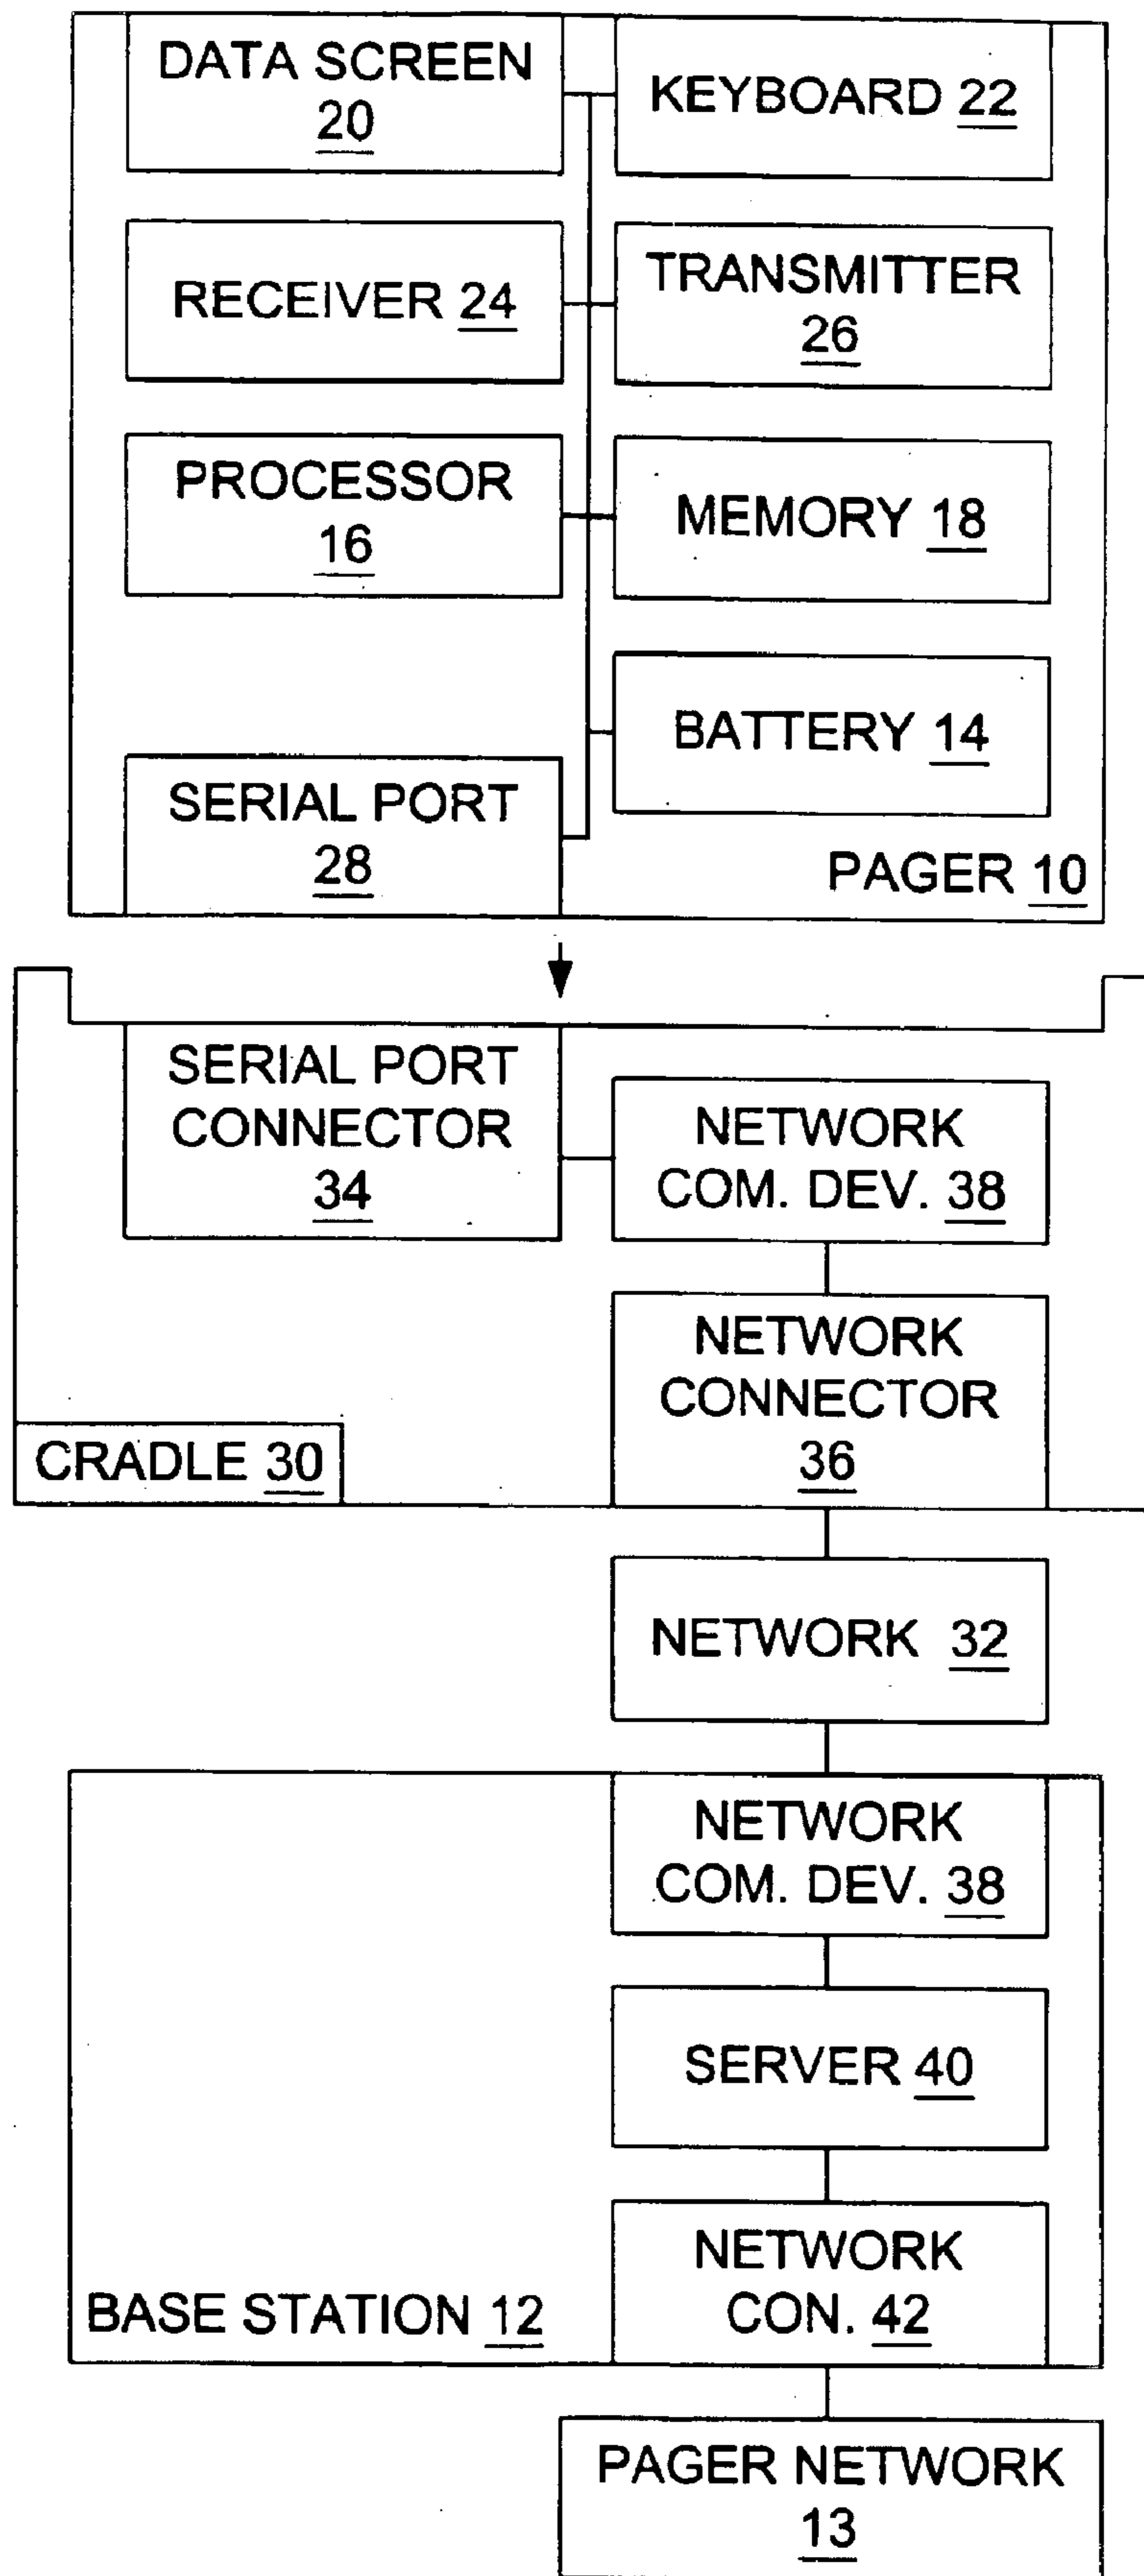 DATA SCREEN
20
KEYBOARD 22
RECEIVER 24
TRANSMITTER
26
PROCESSOR
16
MEMORY 18
BATTERY 14
SERIAL PORT
28
PAGER 10
SERIAL PORT
CONNECTOR
34
NETWORK
COM. DEV. 38
NETWORK
CONNECTOR
36
CRADLE 30
NETWORK 32
NETWORK
COM. DEV. 38
SERVER 40
NETWORK
CON. 42
BASE STATION 12
PAGER NETWORK
13